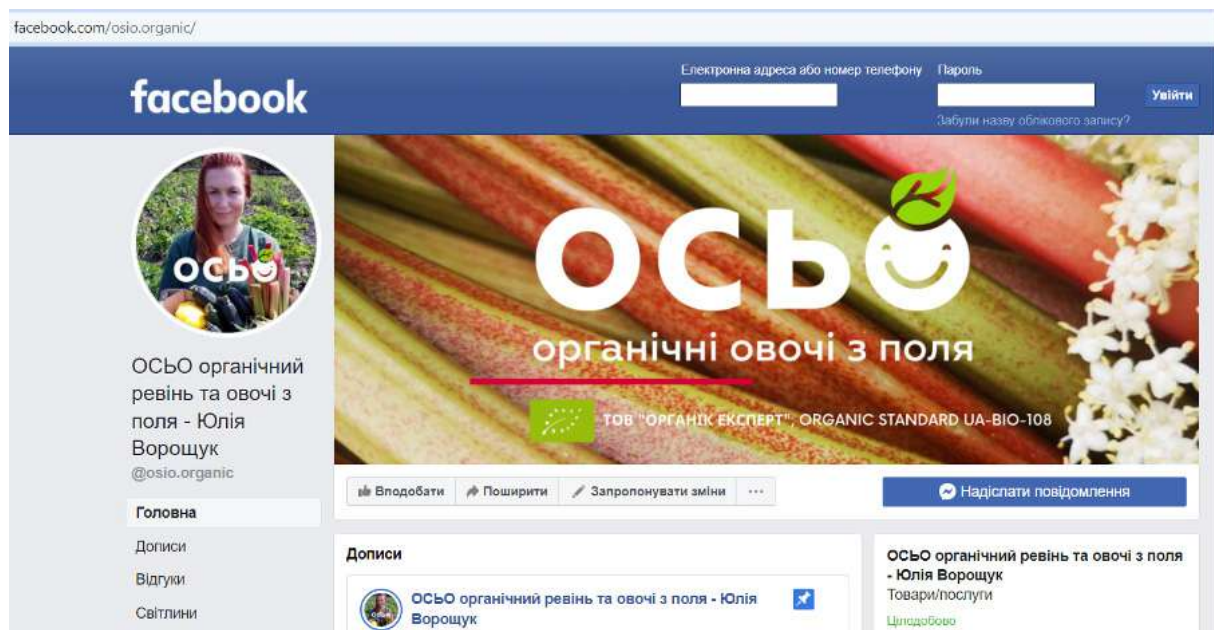 facebook.com/osio.organic/
facebook
Електронна адреса або номер телефону
Пароль
Увійти
Забули назву облікового запису?
ОСЬО
ОСЬО
органічні овочі з поля
ТОВ "ОРГАНІК ЕКСПЕРТ", ORGANIC STANDARD UA-BIO-108
ОСЬО органічний
ревінь та овочі з
поля - Юлія
Ворощук
@osio.organic
Вподобати
Поширити
Запропонувати зміни
Надіслати повідомлення
Головна
Дописи
Відгуки
Світлини
Дописи
ОСЬО органічний ревінь та овочі з поля - Юлія
Ворощук
ОСЬО органічний ревінь та овочі з поля
- Юлія Ворощук
Товари/послуги
Цілодобово